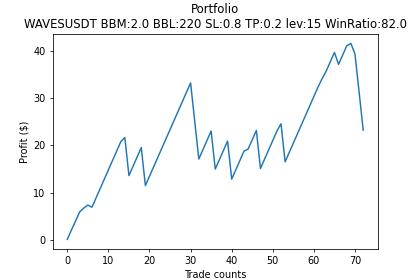 Portfolio
WAVESUSDT BBM:2.0 BBL:220 SL:0.8 TP:0.2 lev:15 WinRatio:82.0
40
30
20
10
0
Profit ($)
0 10 20 30 40 50 60 70
Trade counts